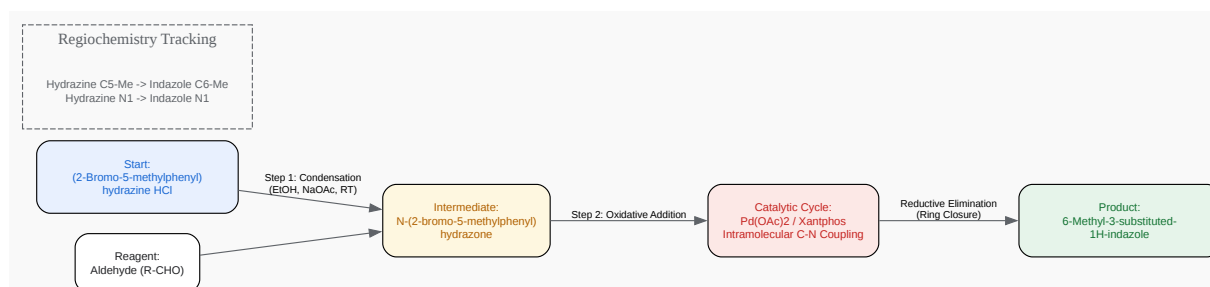 Regiochemistry Tracking
Hydrazine C5-Me -> Indazole C6-Me
Hydrazine N1 -> Indazole N1
Start:
(2-Bromo-5-methylphenyl)
hydrazine HCl
Step 1: Condensation
(EtOH, NaOAc, RT)
Reagent:
Aldehyde (R-CHO)
Intermediate:
N-(2-bromo-5-methylphenyl)
hydrazone
Step 2: Oxidative Addition
Catalytic Cycle:
Pd(OAc)2 / Xantphos
Intramolecular C-N Coupling
Reductive Elimination
(Ring Closure)
Product:
6-Methyl-3-substituted-
1H-indazole